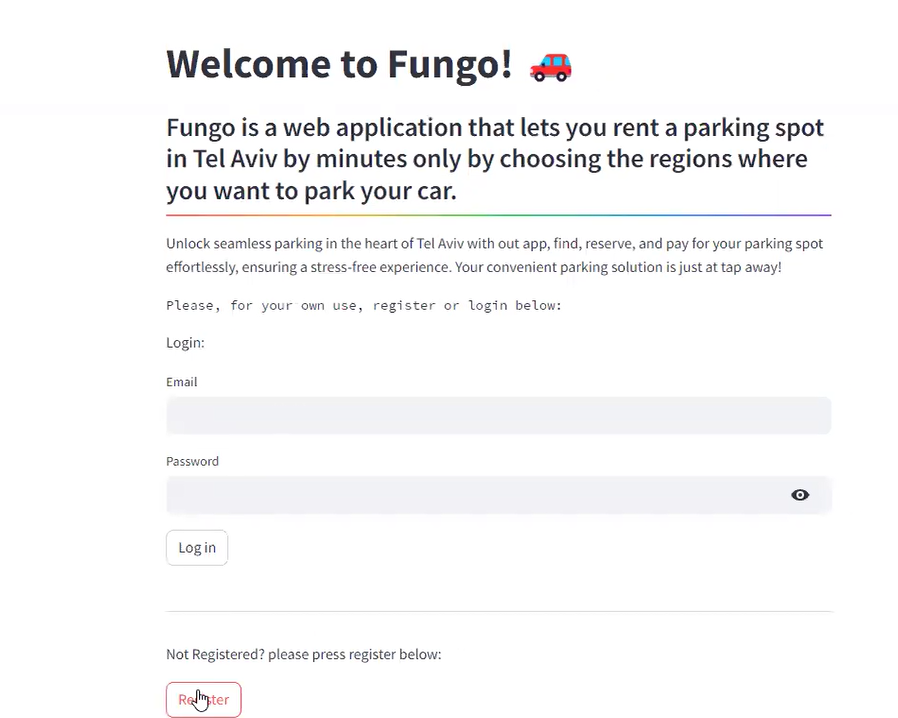 Welcome to Fungo! 🚗
Fungo is a web application that lets you rent a parking spot
in Tel Aviv by minutes only by choosing the regions where
you want to park your car.
Unlock seamless parking in the heart of Tel Aviv with out app, find, reserve, and pay for your parking spot
effortlessly, ensuring a stress-free experience. Your convenient parking solution is just at tap away!
Please, for your own use, register or login below:
Login:
Email
Password
Log in
Not Registered? please press register below:
Register